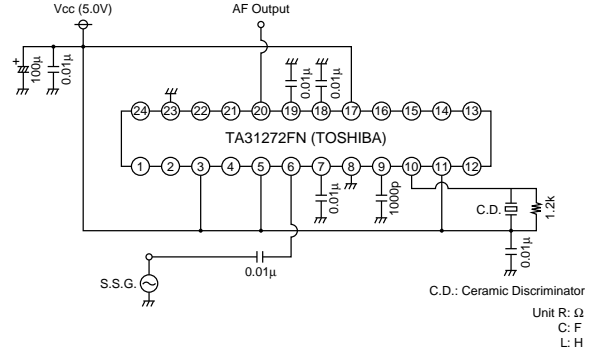 Vcc (5.0V)
AF Output
+
100μ
0.01μ
0.01μ
0.01μ
24 23 22 21 20 19 18 17 16 15 14 13
TA31272FN (TOSHIBA)
1 2 3 4 5 6 7 8 9 10 11 12
0.01μ
1000p
C.D.
1.2k
0.01μ
0.01μ
S.S.G.
C.D.: Ceramic Discriminator
Unit R: Ω
C: F
L: H